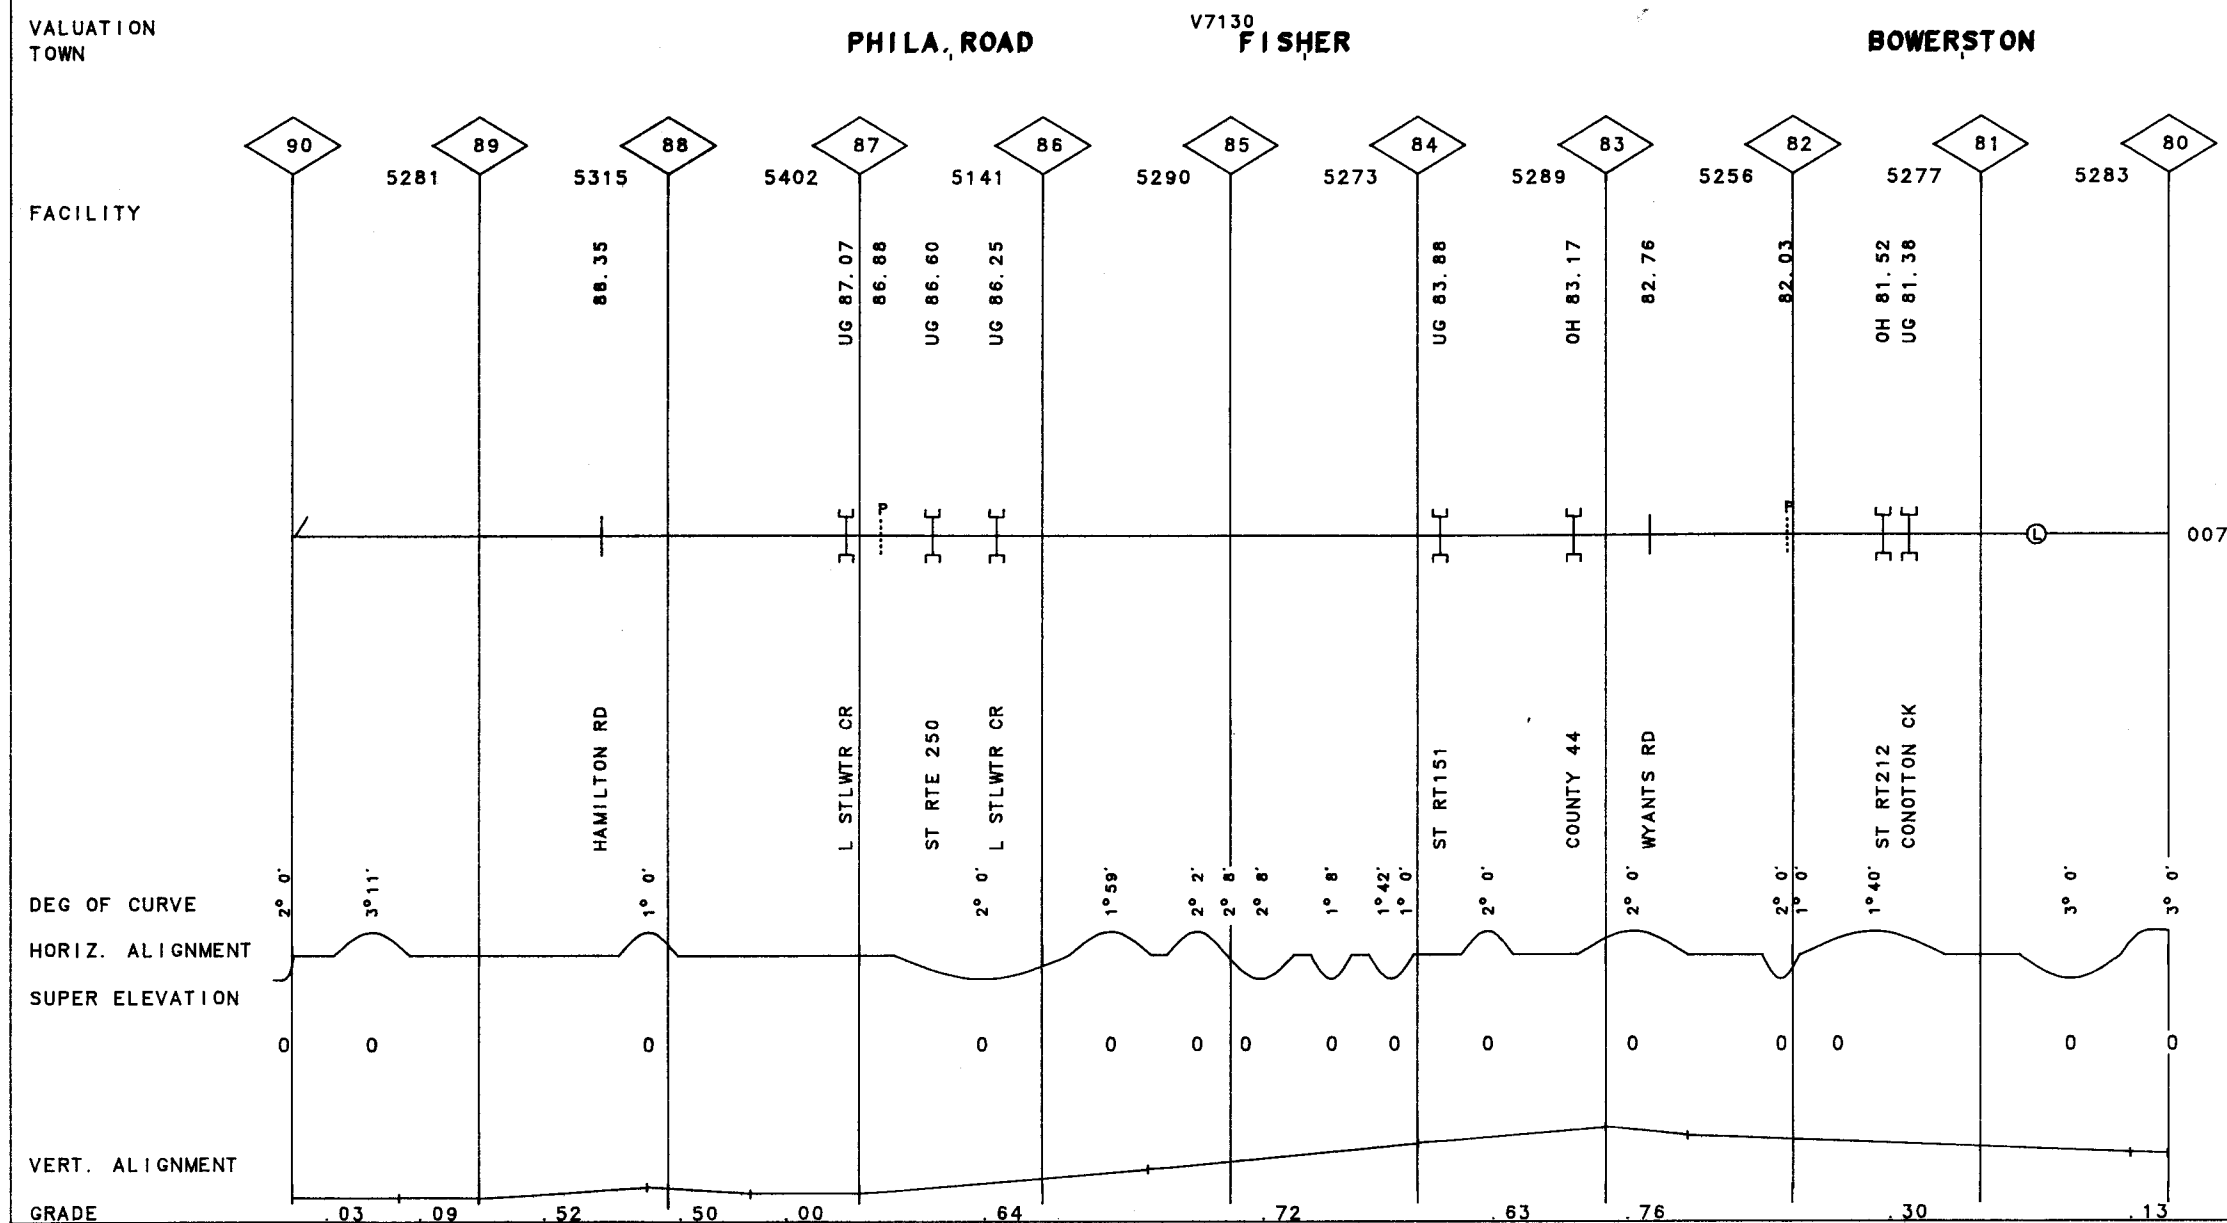 VALUATION
V7130
TOWN
PHILA. ROAD
FISHER
BOWERSTON
90 89 88 87 86 85 84 83 82 81 80
5281 5315 5402 5141 5290 5273 5289 5256 5277 5283
FACILITY
88.35
UG 87.07
86.88
UG 86.60
UG 86.25
UG 83.88
OH 83.17
82.76
82.03
OH 81.52
UG 81.38
P
P
L
007
HAMILTON RD
L STLWTR CR
ST RTE 250
L STLWTR CR
ST RT151
COUNTY 44
WYANTS RD
ST RT212
CONOTTON CK
DEG OF CURVE
2° 0' 3°11' 1° 0' 2° 0' 1°59' 2° 2' 2° 8' 2° 8' 1° 8' 1°42' 1° 0' 2° 0' 2° 0' 2° 0' 1° 0' 1°40' 3° 0' 3° 0'
HORIZ. ALIGNMENT
SUPER ELEVATION
0 0 0 0 0 0 0 0 0 0 0 0 0 0 0
VERT. ALIGNMENT
GRADE
.03 .09 .52 .50 .00 .64 .72 .63 .76 .30 .13